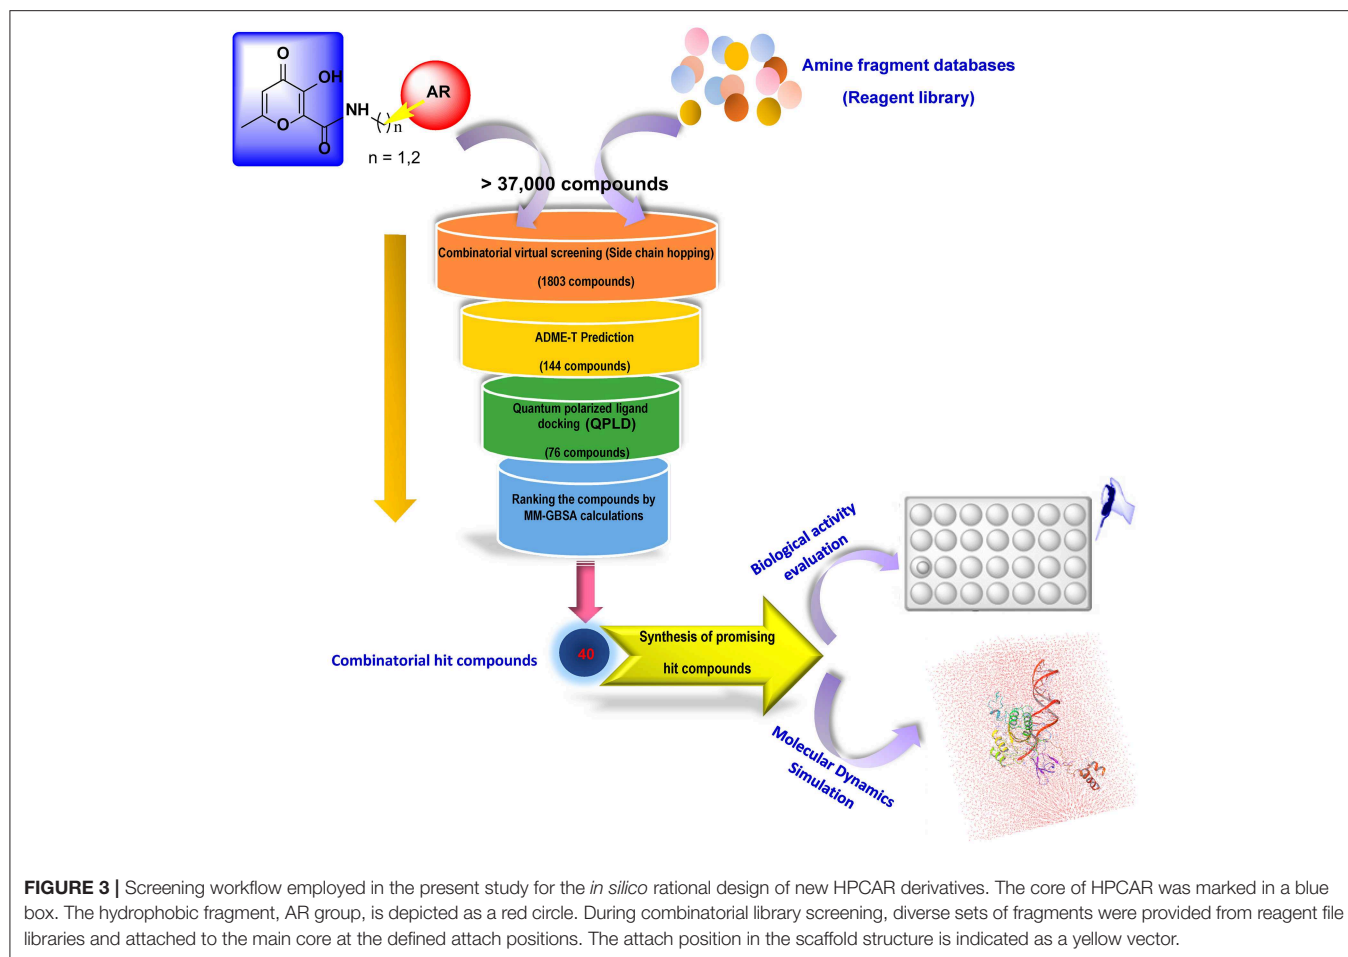 O
OH
O
O
NH
( ) n
AR
n = 1,2
Amine fragment databases
(Reagent library)
> 37,000 compounds
Combinatorial virtual screening (Side chain hopping)
(1803 compounds)
ADME-T Prediction
(144 compounds)
Quantum polarized ligand
docking (QPLD)
(76 compounds)
Ranking the compounds by
MM-GBSA calculations
Combinatorial hit compounds
40
Synthesis of promising
hit compounds
Biological activity
evaluation
Molecular Dynamics
Simulation
FIGURE 3 | Screening workflow employed in the present study for the in silico rational design of new HPCAR derivatives. The core of HPCAR was marked in a blue
box. The hydrophobic fragment, AR group, is depicted as a red circle. During combinatorial library screening, diverse sets of fragments were provided from reagent file
libraries and attached to the main core at the defined attach positions. The attach position in the scaffold structure is indicated as a yellow vector.